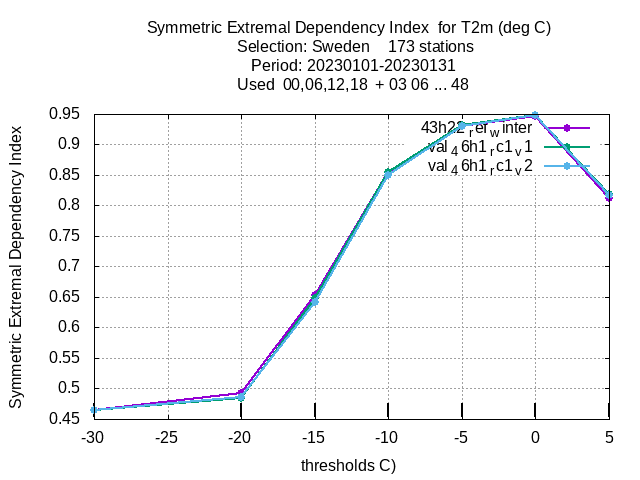 Symmetric Extremal Dependency Index for T2m (deg C)
Selection: Sweden 173 stations
Period: 20230101-20230131
Used 00,06,12,18 + 03 06 ... 48
Symmetric Extremal Dependency Index
0.95
0.9
0.85
0.8
0.75
0.7
0.65
0.6
0.55
0.5
0.45
43h22refwinter
val46h1rc1v1
val46h1rc1v2
-30 -25 -20 -15 -10 -5 0 5
thresholds C)